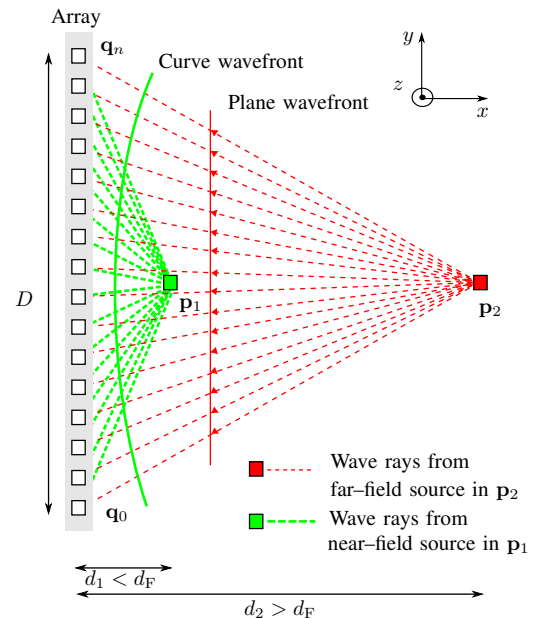 Array
q_n
y
Curve wavefront
z
Plane wavefront
x
D
p_1
p_2
Wave rays from
far–field source in p_2
q_0
Wave rays from
near–field source in p_1
d_1 < d_F
d_2 > d_F